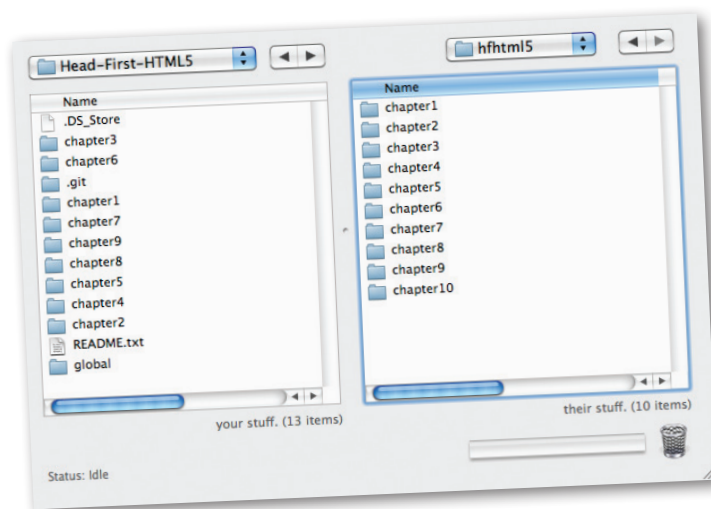 Head-First-HTML5
Name
.DS_Store
chapter3
chapter6
.git
chapter1
chapter7
chapter9
chapter8
chapter5
chapter4
chapter2
README.txt
global
your stuff. (13 items)
Status: Idle
hfhtml5
Name
chapter1
chapter2
chapter3
chapter4
chapter5
chapter6
chapter7
chapter8
chapter9
chapter10
their stuff. (10 items)